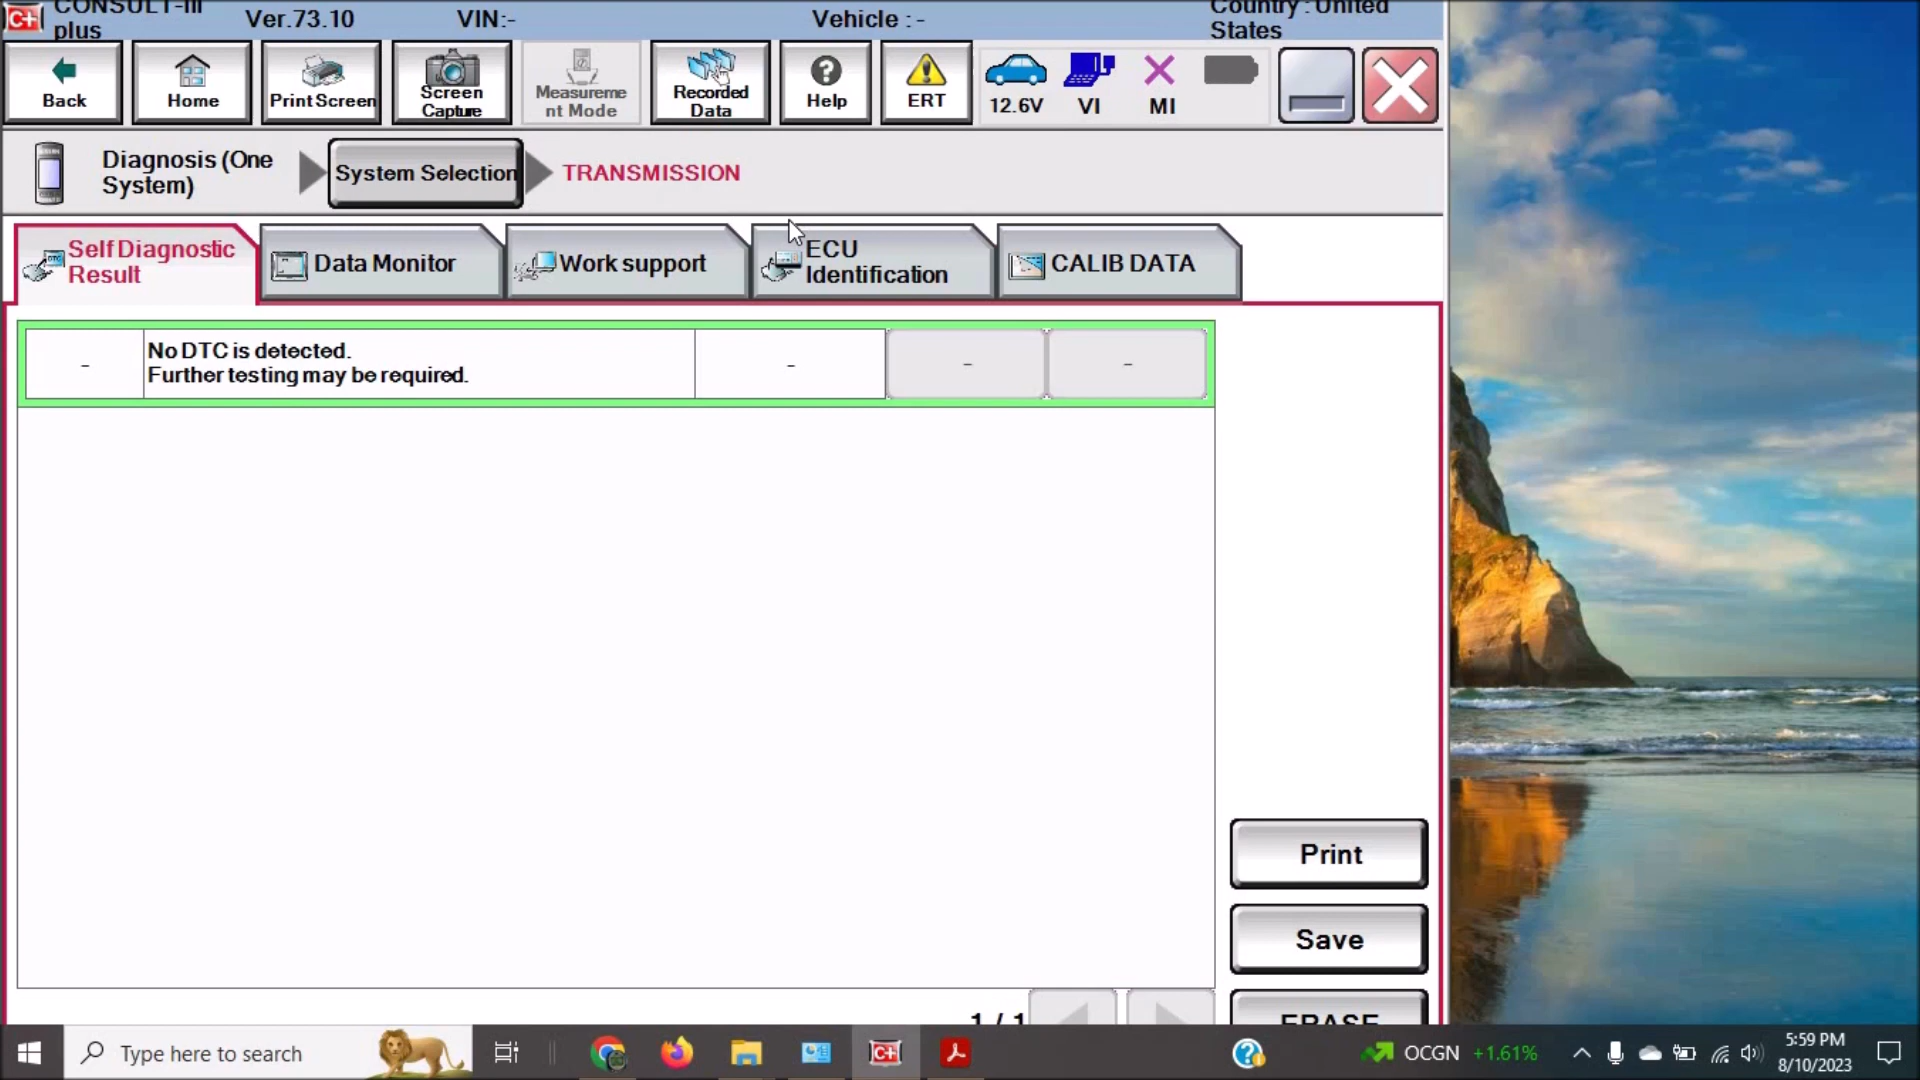 CONSULT-III
plus
Ver.73.10
VIN:-
Vehicle : -
Country : United
States
C+
Back
Home
Print Screen
Screen
Capture
Measureme
nt Mode
Recorded
Data
Help
ERT
12.6V
VI
MI
Diagnosis (One
System)
System Selection
TRANSMISSION
Self Diagnostic
Result
Data Monitor
Work support
ECU
Identification
CALIB DATA
-
No DTC is detected.
Further testing may be required.
-
-
-
Print
Save
ERASE
1 / 1
Type here to search
C+
OCGN +1.61%
5:59 PM
8/10/2023